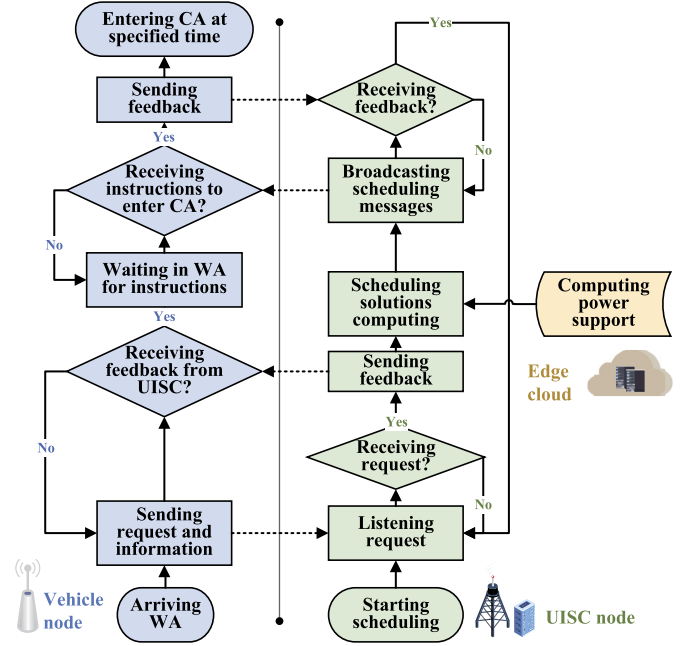 Entering CA at
specified time
Yes
Sending
feedback
Receiving
feedback?
Yes
No
Receiving
instructions to
enter CA?
Broadcasting
scheduling
messages
No
Waiting in WA
for instructions
Scheduling
solutions
computing
Computing
power
support
Yes
Receiving
feedback from
UISC?
Sending
feedback
Edge
cloud
Yes
No
Receiving
request?
No
Sending
request and
information
Listening
request
Vehicle
node
Arriving
WA
Starting
scheduling
UISC node